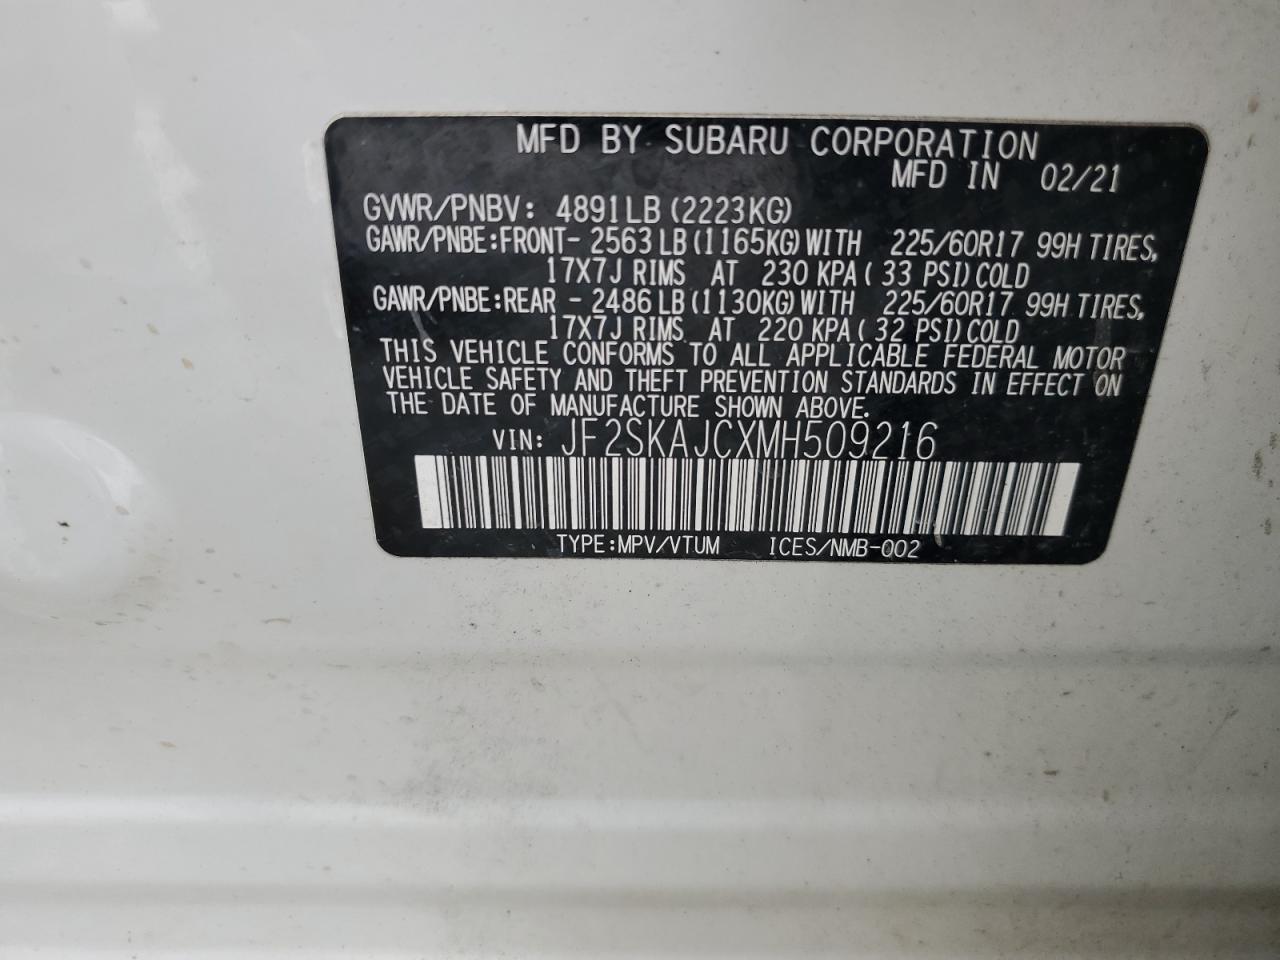 MFD BY SUBARU CORPORATION
MFD IN 02/21
GVWR/PNBV: 4891LB (2223KG)
GAWR/PNBE:FRONT- 2563 LB (1165KG) WITH 225/60R17 99H TIRES,
17X7J RIMS AT 230 KPA ( 33 PSI) COLD
GAWR/PNBE:REAR - 2486 LB (1130KG) WITH 225/60R17 99H TIRES,
17X7J RIMS AT 220 KPA ( 32 PSI) COLD
THIS VEHICLE CONFORMS TO ALL APPLICABLE FEDERAL MOTOR
VEHICLE SAFETY AND THEFT PREVENTION STANDARDS IN EFFECT ON
THE DATE OF MANUFACTURE SHOWN ABOVE.
VIN: JF2SKAJCXMH509216
TYPE:MPV/VTUM ICES/NMB-002